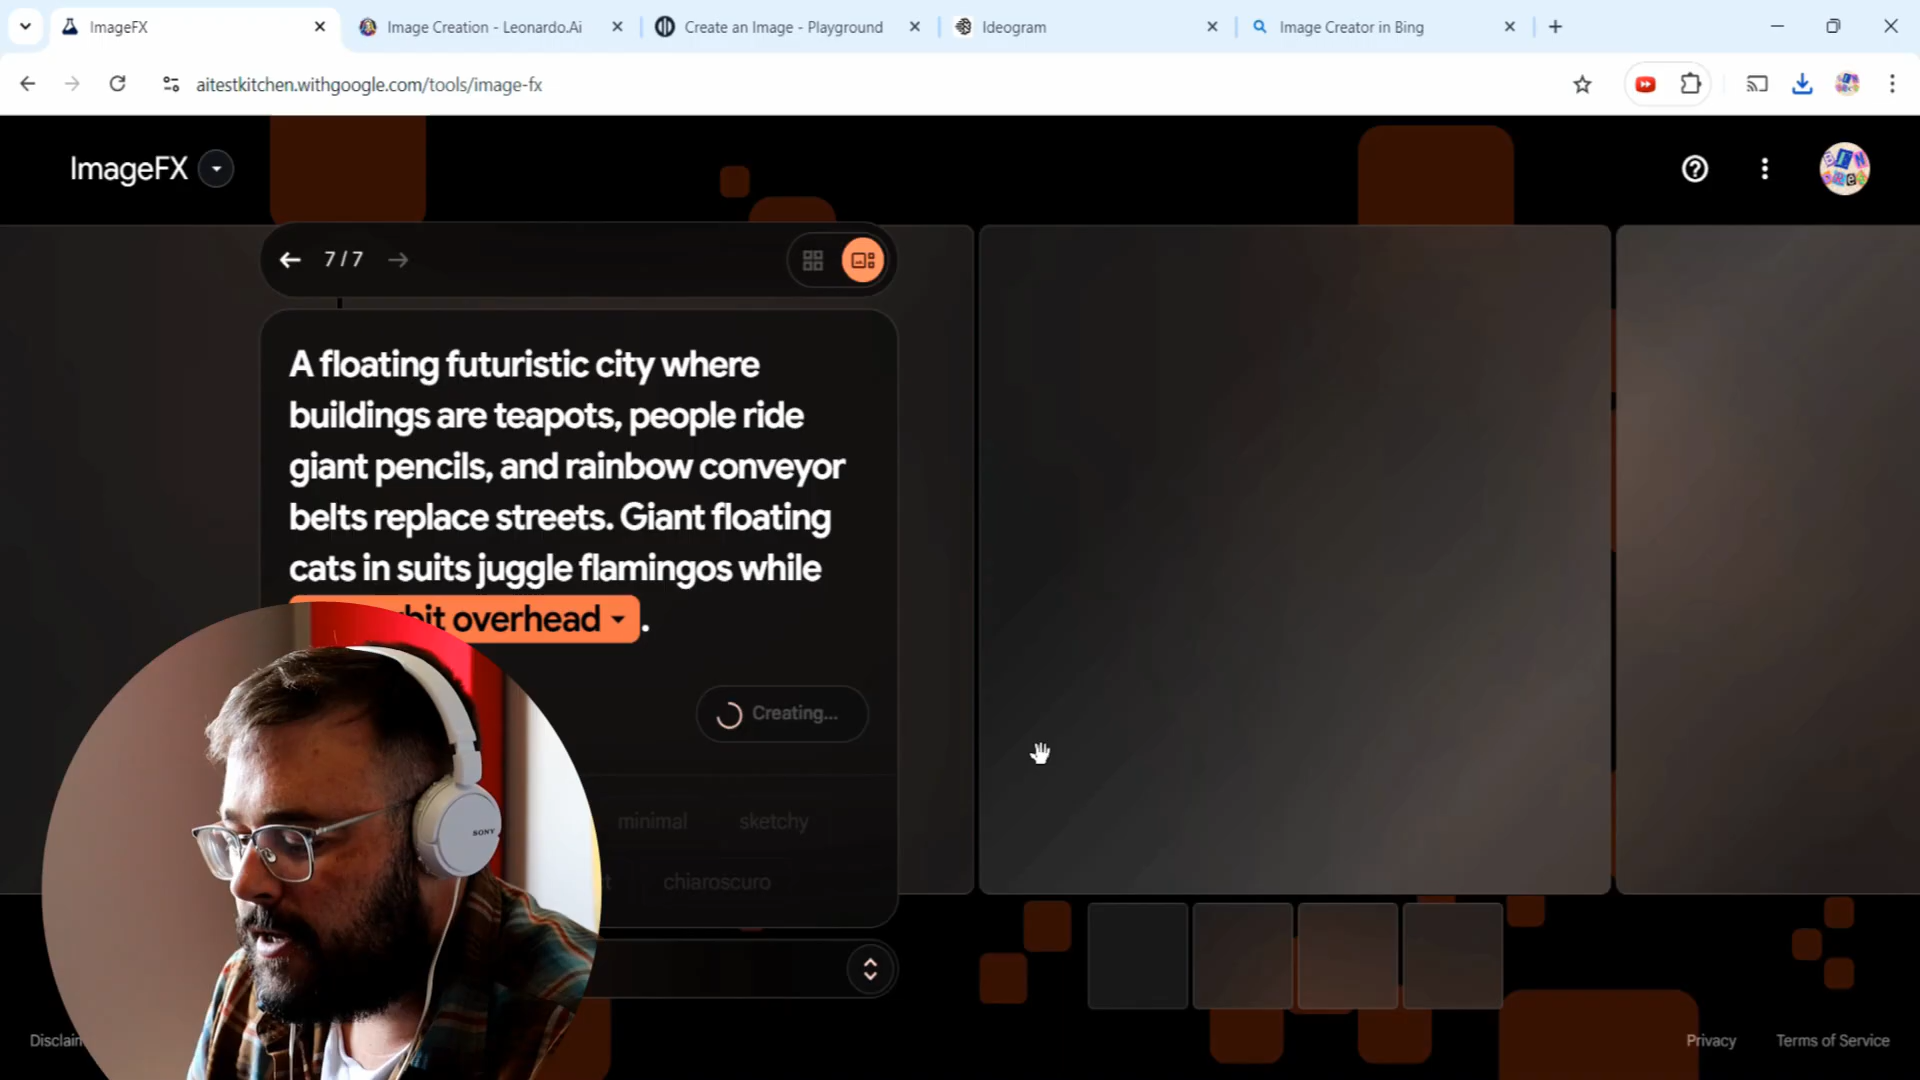 ImageFX
Image Creation - Leonardo.Ai
Create an Image - Playground
Ideogram
Image Creator in Bing
aitestkitchen.withgoogle.com/tools/image-fx
ImageFX
7 / 7
A floating futuristic city where
buildings are teapots, people ride
giant pencils, and rainbow conveyor
belts replace streets. Giant floating
cats in suits juggle flamingos while
overhead .
Creating...
minimal sketchy
chiaroscuro
SONY
Privacy Terms of Service